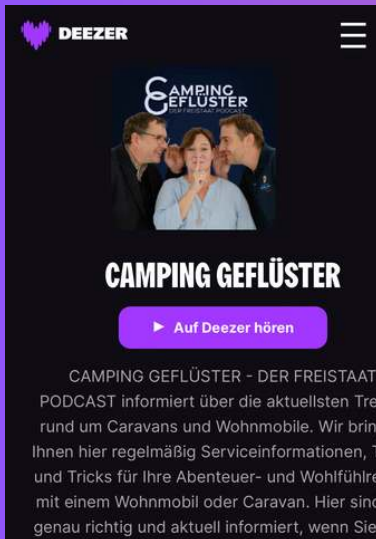 DEEZER
CAMPING
GEFLÜSTER
DER FREISTAAT PODCAST
CAMPING GEFLÜSTER
Auf Deezer hören
CAMPING GEFLÜSTER - DER FREISTAAT
PODCAST informiert über die aktuellsten Tre
rund um Caravans und Wohnmobile. Wir brin
Ihnen hier regelmäßig Serviceinformationen, T
und Tricks für Ihre Abenteuer- und Wohlfühlre
mit einem Wohnmobil oder Caravan. Hier sind
genau richtig und aktuell informiert, wenn Sie